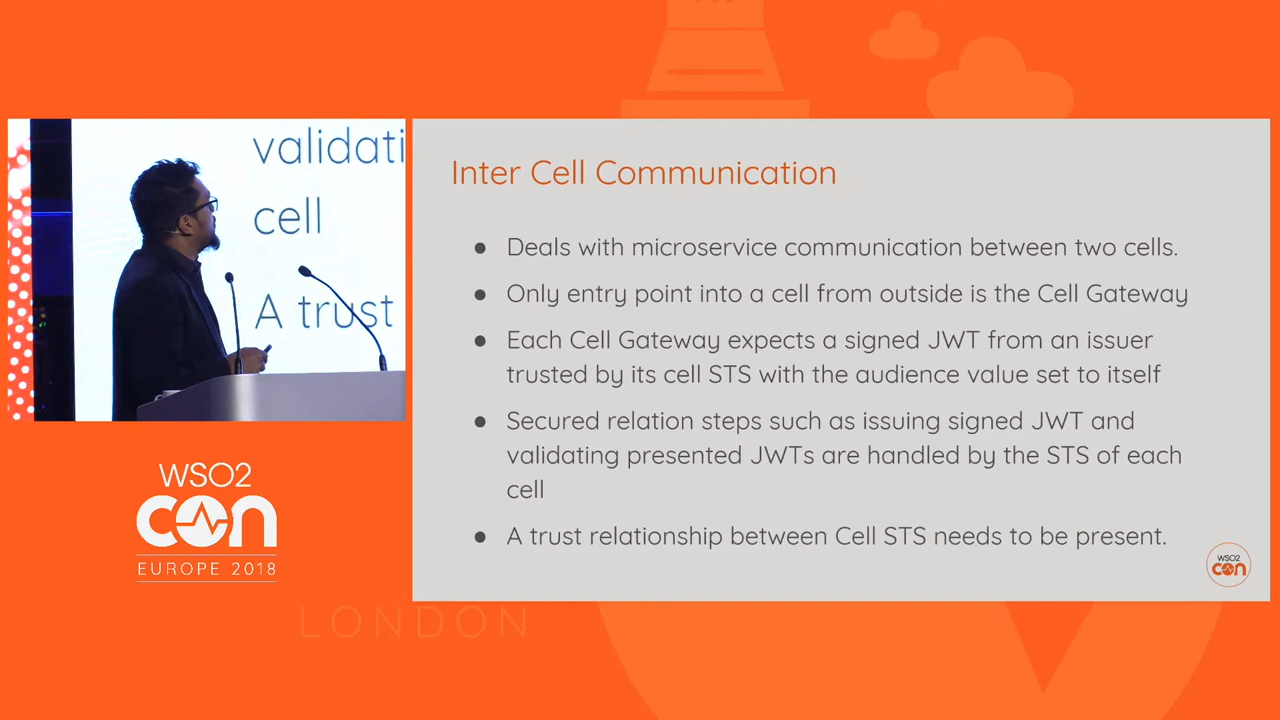 validati
cell
A trust
WSO2
con
EUROPE 2018
LONDON
Inter Cell Communication
● Deals with microservice communication between two cells.
● Only entry point into a cell from outside is the Cell Gateway
● Each Cell Gateway expects a signed JWT from an issuer
trusted by its cell STS with the audience value set to itself
● Secured relation steps such as issuing signed JWT and
validating presented JWTs are handled by the STS of each
cell
● A trust relationship between Cell STS needs to be present.
WSO2
con